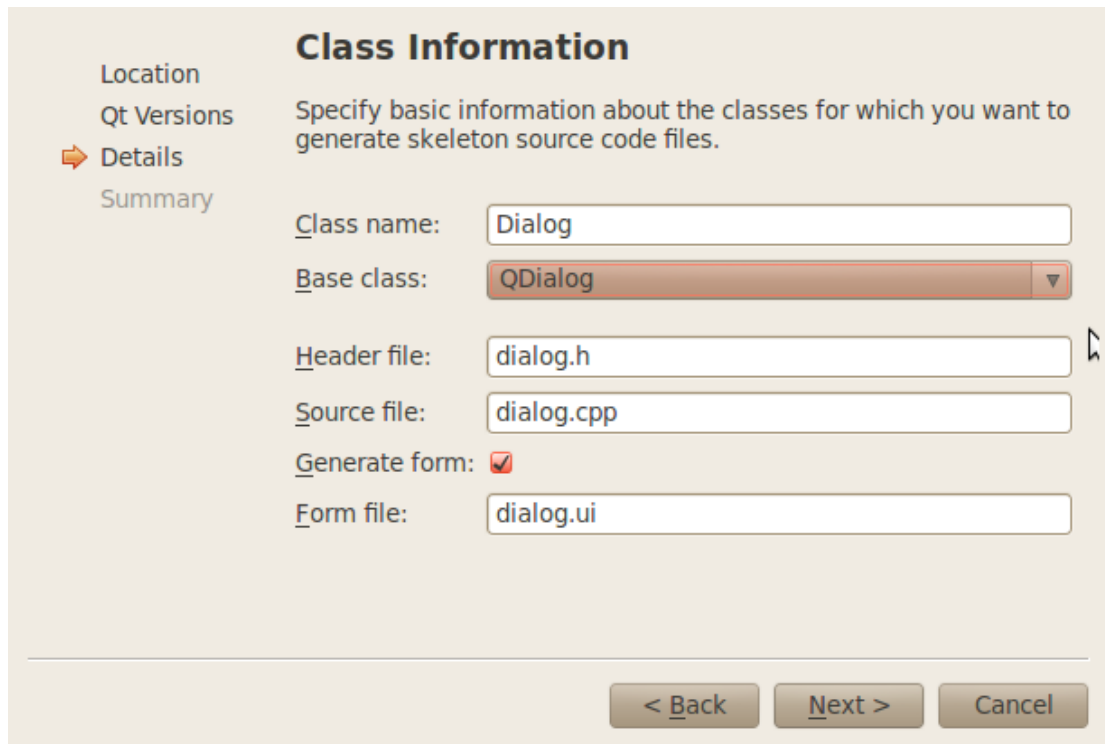 Location
Qt Versions
Details
Summary
Class Information
Specify basic information about the classes for which you want to
generate skeleton source code files.
Class name: Dialog
Base class: QDialog
Header file: dialog.h
Source file: dialog.cpp
Generate form:
Form file: dialog.ui
< Back Next > Cancel